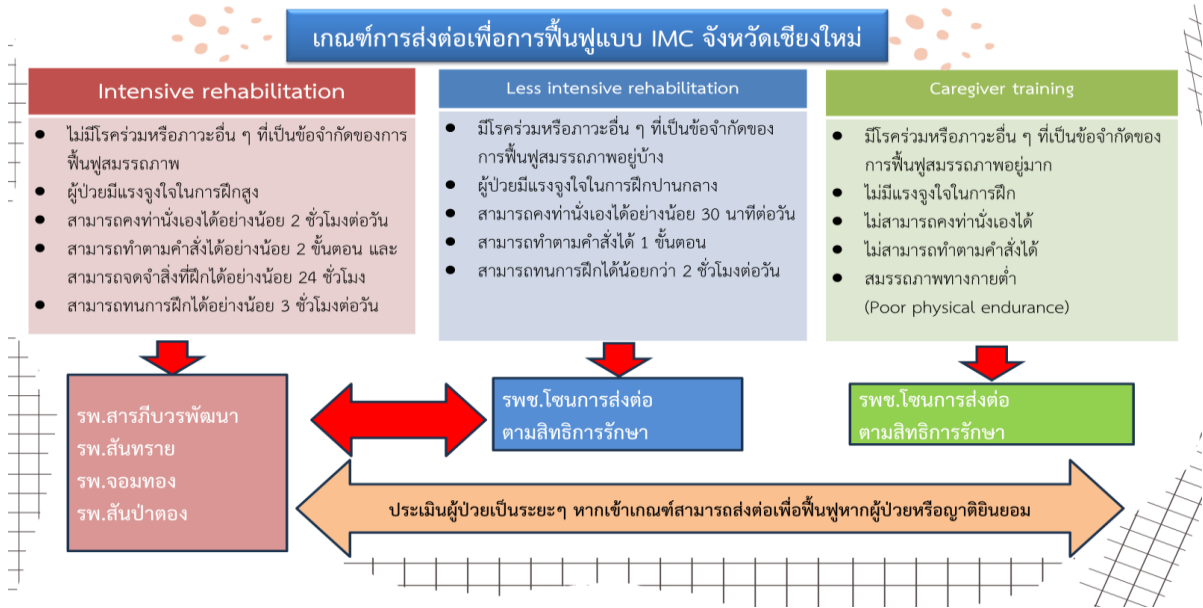 เกณฑ์การส่งต่อเพื่อการฟื้นฟูแบบ IMC จังหวัดเชียงใหม่
Intensive rehabilitation
● ไม่มีโรคร่วมหรือภาวะอื่น ๆ ที่เป็นข้อจำกัดของการ
ฟื้นฟูสมรรถภาพ
● ผู้ป่วยมีแรงจูงใจในการฝึกสูง
● สามารถคงท่านั่งเองได้อย่างน้อย 2 ชั่วโมงต่อวัน
● สามารถทำตามคำสั่งได้อย่างน้อย 2 ขั้นตอน และ
สามารถจดจำสิ่งที่ฝึกได้อย่างน้อย 24 ชั่วโมง
● สามารถทนการฝึกได้อย่างน้อย 3 ชั่วโมงต่อวัน
Less intensive rehabilitation
● มีโรคร่วมหรือภาวะอื่น ๆ ที่เป็นข้อจำกัดของ
การฟื้นฟูสมรรถภาพอยู่บ้าง
● ผู้ป่วยมีแรงจูงใจในการฝึกปานกลาง
● สามารถคงท่านั่งเองได้อย่างน้อย 30 นาทีต่อวัน
● สามารถทำตามคำสั่งได้ 1 ขั้นตอน
● สามารถทนการฝึกได้น้อยกว่า 2 ชั่วโมงต่อวัน
Caregiver training
● มีโรคร่วมหรือภาวะอื่น ๆ ที่เป็นข้อจำกัดของ
การฟื้นฟูสมรรถภาพอยู่มาก
● ไม่มีแรงจูงใจในการฝึก
● ไม่สามารถคงท่านั่งเองได้
● ไม่สามารถทำตามคำสั่งได้
● สมรรถภาพทางกายต่ำ
(Poor physical endurance)
รพ.สารภีบวรพัฒนา
รพ.สันทราย
รพ.จอมทอง
รพ.สันป่าตอง
รพช.โซนการส่งต่อ
ตามสิทธิการรักษา
รพช.โซนการส่งต่อ
ตามสิทธิการรักษา
ประเมินผู้ป่วยเป็นระยะๆ หากเข้าเกณฑ์สามารถส่งต่อเพื่อฟื้นฟูหากผู้ป่วยหรือญาติยินยอม